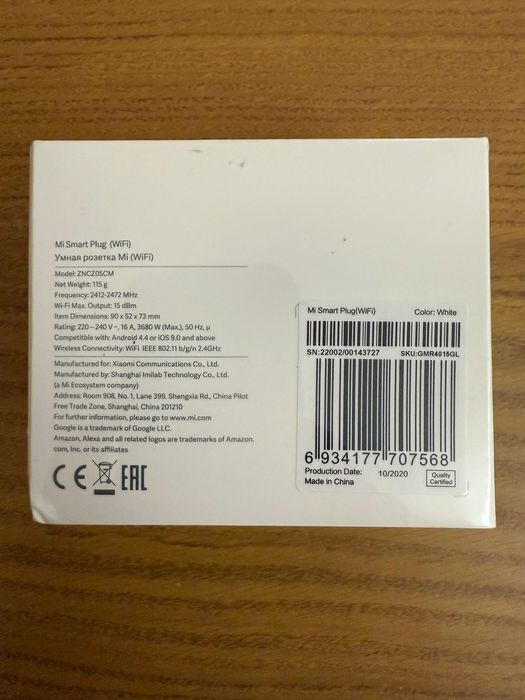 Mi Smart Plug (WiFi)
Умная розетка Mi (WiFi)
Model: ZNCZ05CM
Net Weight: 115 g
Frequency: 2412-2472 MHz
Wi-Fi Max. Output: 15 dBm
Item Dimensions: 90 x 52 x 73 mm
Rating: 220 – 240 V ~, 16 A, 3680 W (Max.), 50 Hz, µ
Competitible with: Android 4.4 or iOS 9.0 and above
Wireless Connectivity: WiFi IEEE 802.11 b/g/n 2.4GHz
Manufactured for: Xiaomi Communications Co., Ltd.
Manufactured by: Shanghai Imilab Technology Co., Ltd.
(a Mi Ecosystem company)
Address: Room 908, No. 1, Lane 399, Shengxia Rd., China Pilot
Free Trade Zone, Shanghai, China 201210
For further information, please go to www.mi.com
Google is a trademark of Google LLC.
Amazon, Alexa and all related logos are trademarks of Amazon.
com, Inc. or its affiliates
CE EAC
Mi Smart Plug(WiFi) Color: White
SN:22002/00143727 SKU:GMR4015GL
6 934177 707568
Production Date: 10/2020
Made in China
Quality
Certified